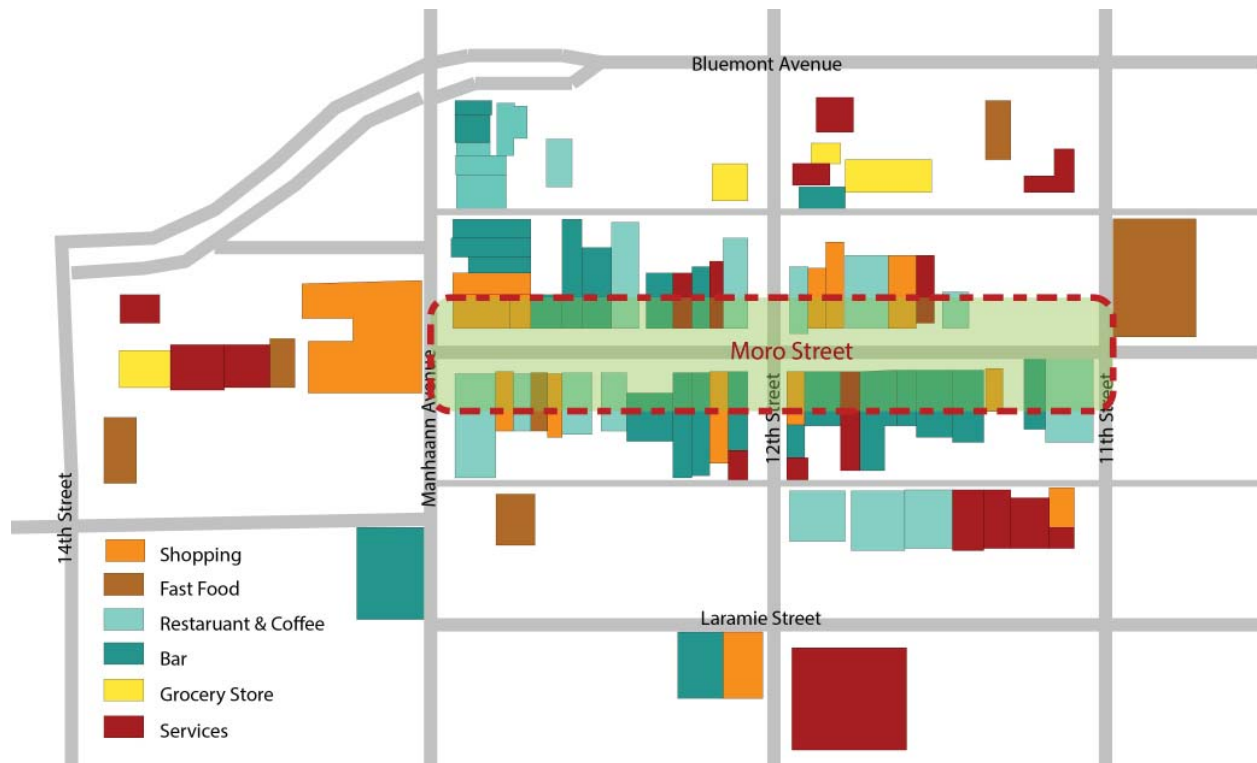 Bluemont Avenue
Moro Street
Manhaann Avenue
12th Street
11th Street
14th Street
Laramie Street
Shopping
Fast Food
Restaruant & Coffee
Bar
Grocery Store
Services